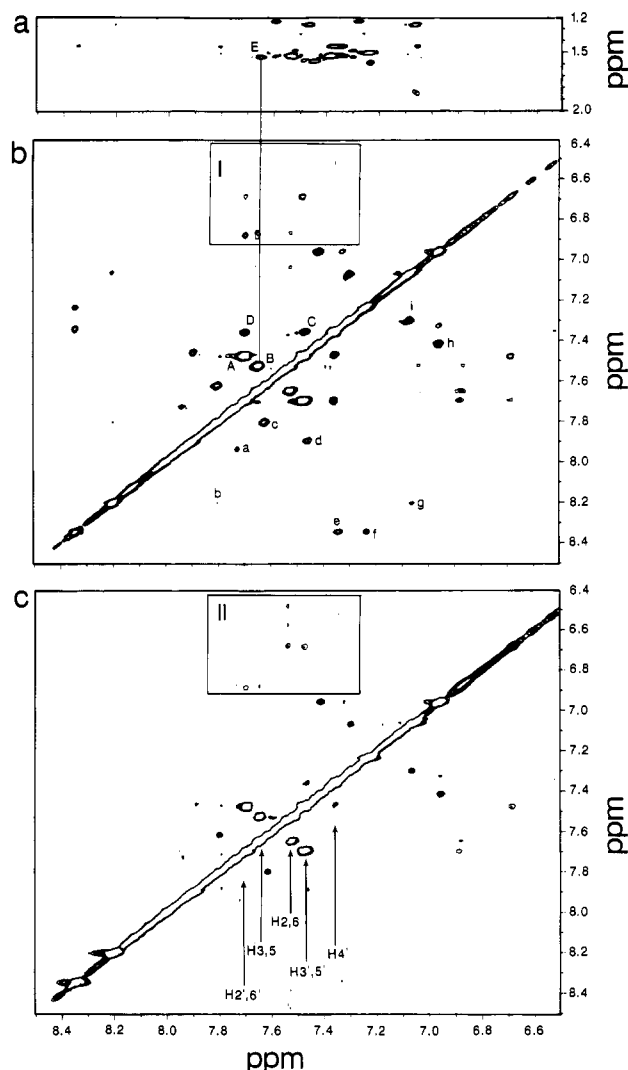 a
1.2
E
1.5
2.0
ppm
b
6.4
I
6.6
6.8
7.0
7.2
D
C
i
h
7.4
A
B
7.6
c
7.8
a
d
8.0
b
g
8.2
e
f
8.4
ppm
c
6.4
II
6.6
6.8
7.0
7.2
7.4
7.6
7.8
H2,6
H4'
H3,5
H3',5'
H2',6'
8.0
8.2
8.4
ppm
8.4 8.2 8.0 7.8 7.6 7.4 7.2 7.0 6.8 6.6
ppm